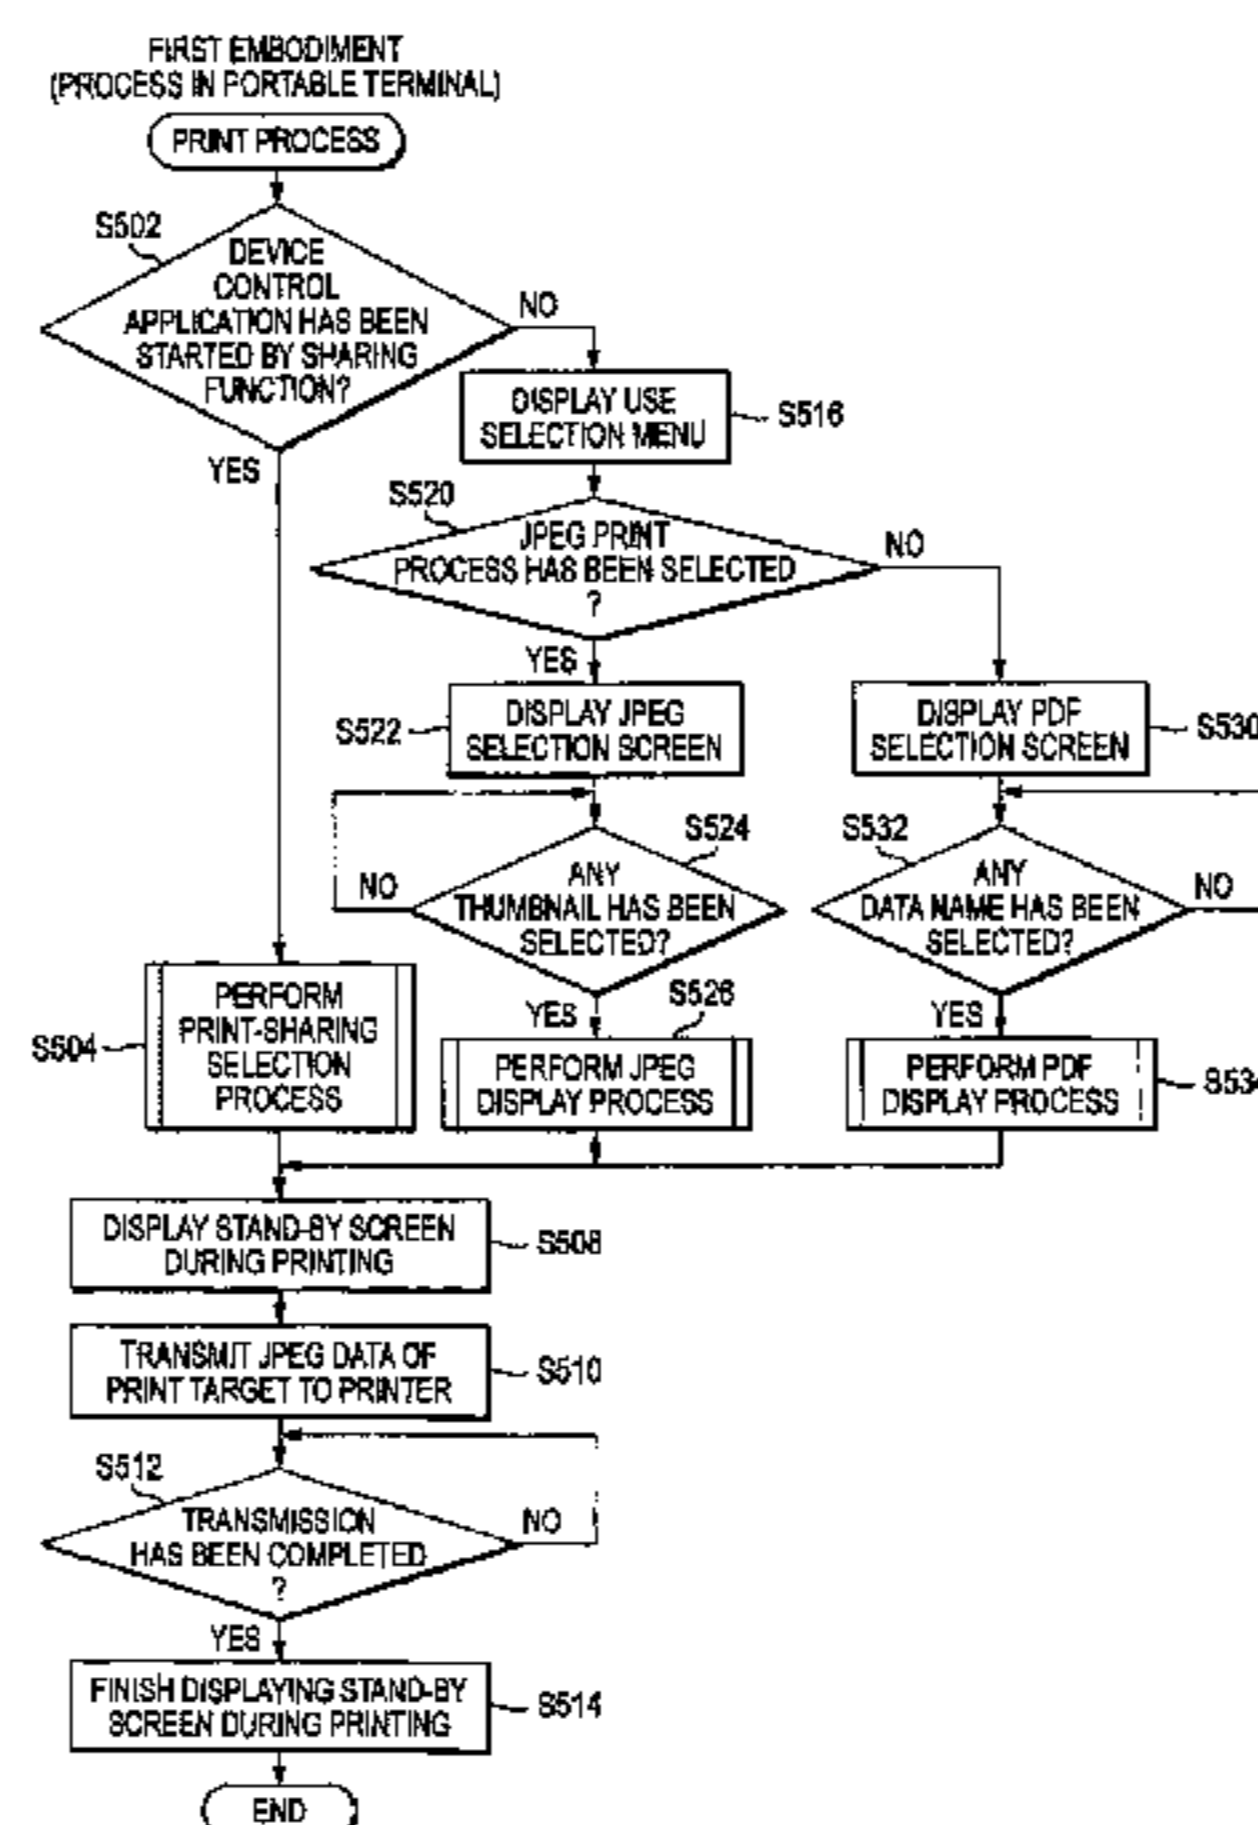 FIRST EMBODIMENT
(PROCESS IN PORTABLE TERMINAL)
PRINT PROCESS
S502
DEVICE
CONTROL
APPLICATION HAS BEEN
STARTED BY SHARING
FUNCTION?
NO
YES
DISPLAY USE
SELECTION MENU
S516
S520
JPEG PRINT
PROCESS HAS BEEN SELECTED
?
NO
YES
S522
DISPLAY JPEG
SELECTION SCREEN
DISPLAY PDF
SELECTION SCREEN
S530
S524
ANY
THUMBNAIL HAS BEEN
SELECTED?
NO
YES
S532
ANY
DATA NAME HAS BEEN
SELECTED?
NO
YES
S504
PERFORM
PRINT-SHARING
SELECTION
PROCESS
S526
PERFORM JPEG
DISPLAY PROCESS
PERFORM PDF
DISPLAY PROCESS
S534
DISPLAY STAND-BY SCREEN
DURING PRINTING
S508
TRANSMIT JPEG DATA OF
PRINT TARGET TO PRINTER
S510
S512
TRANSMISSION
HAS BEEN COMPLETED
?
NO
YES
FINISH DISPLAYING STAND-BY
SCREEN DURING PRINTING
S514
END